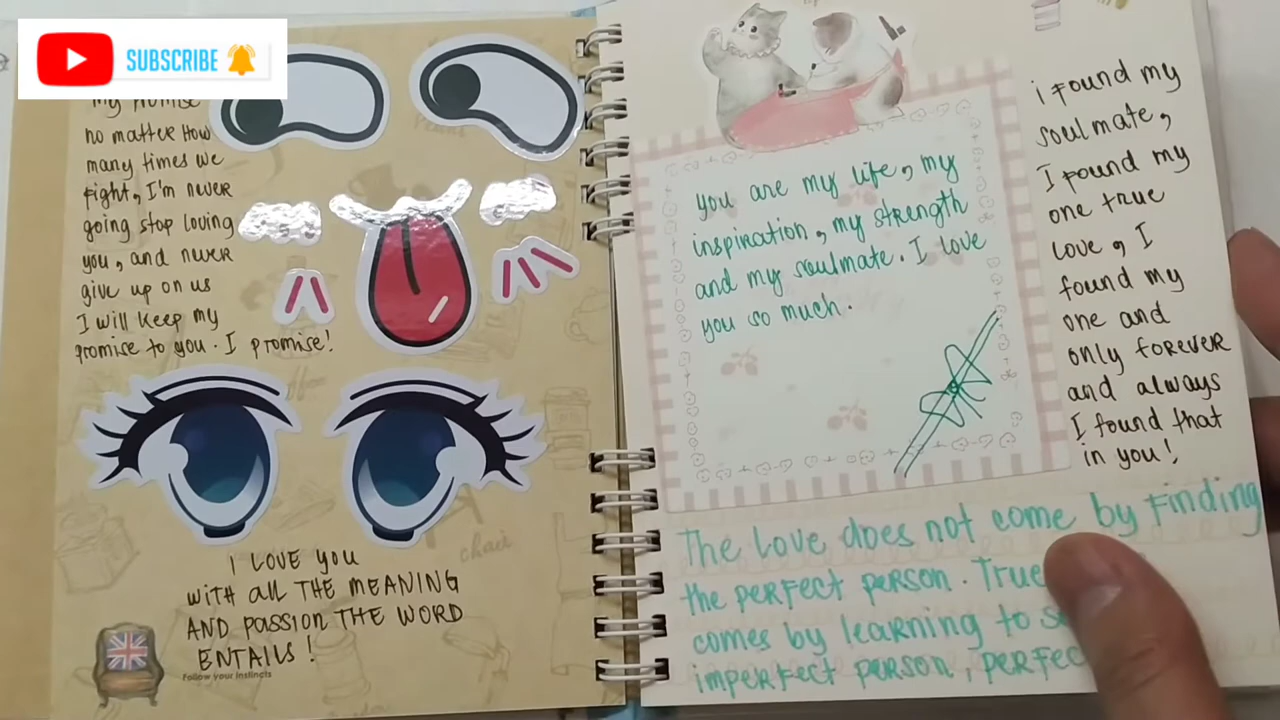 SUBSCRIBE
my promise
no matter how
many times we
fight, I'm never
going stop loving
you, and never
give up on us
I will keep my
promise to you. I promise!
I LOVE YOU
WITH ALL THE MEANING
AND PASSION THE WORD
ENTAILS!
Follow your instincts
chair
you are my life, my
inspiration, my strength
and my soulmate. I love
you so much.
i found my
soulmate,
I found my
one true
love, I
found my
one and
only forever
and always
I found that
in you!
The Love does not come by Finding
the perfect person. True
comes by learning to
imperfect person, perfec